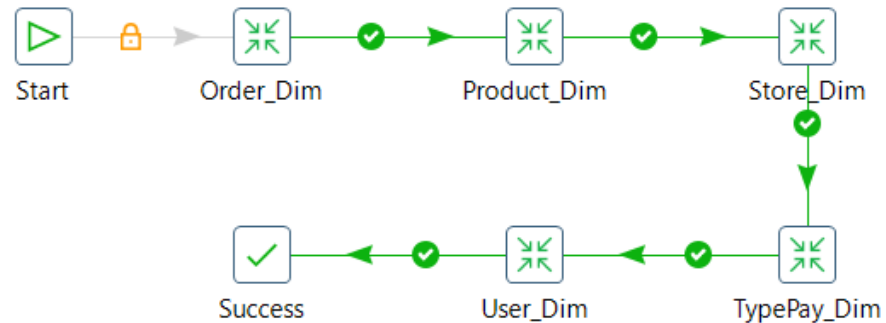 Start
Order_Dim
Product_Dim
Store_Dim
Success
User_Dim
TypePay_Dim